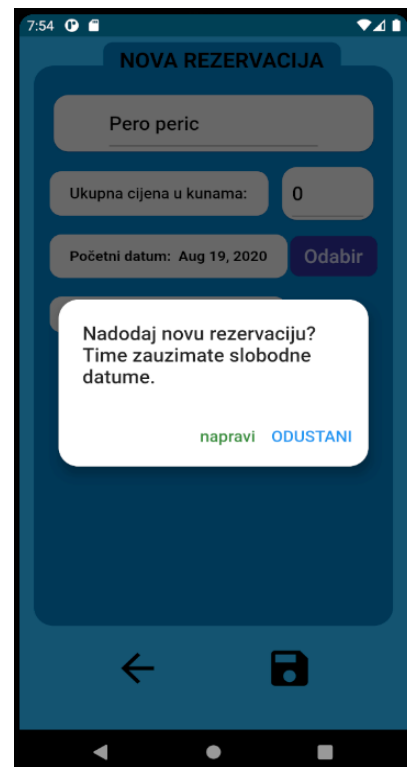 7:54
NOVA REZERVACIJA
Pero peric
Ukupna cijena u kunama: 0
Početni datum: Aug 19, 2020 Odabir
Nadodaj novu rezervaciju?
Time zauzimate slobodne
datume.
napravi ODUSTANI